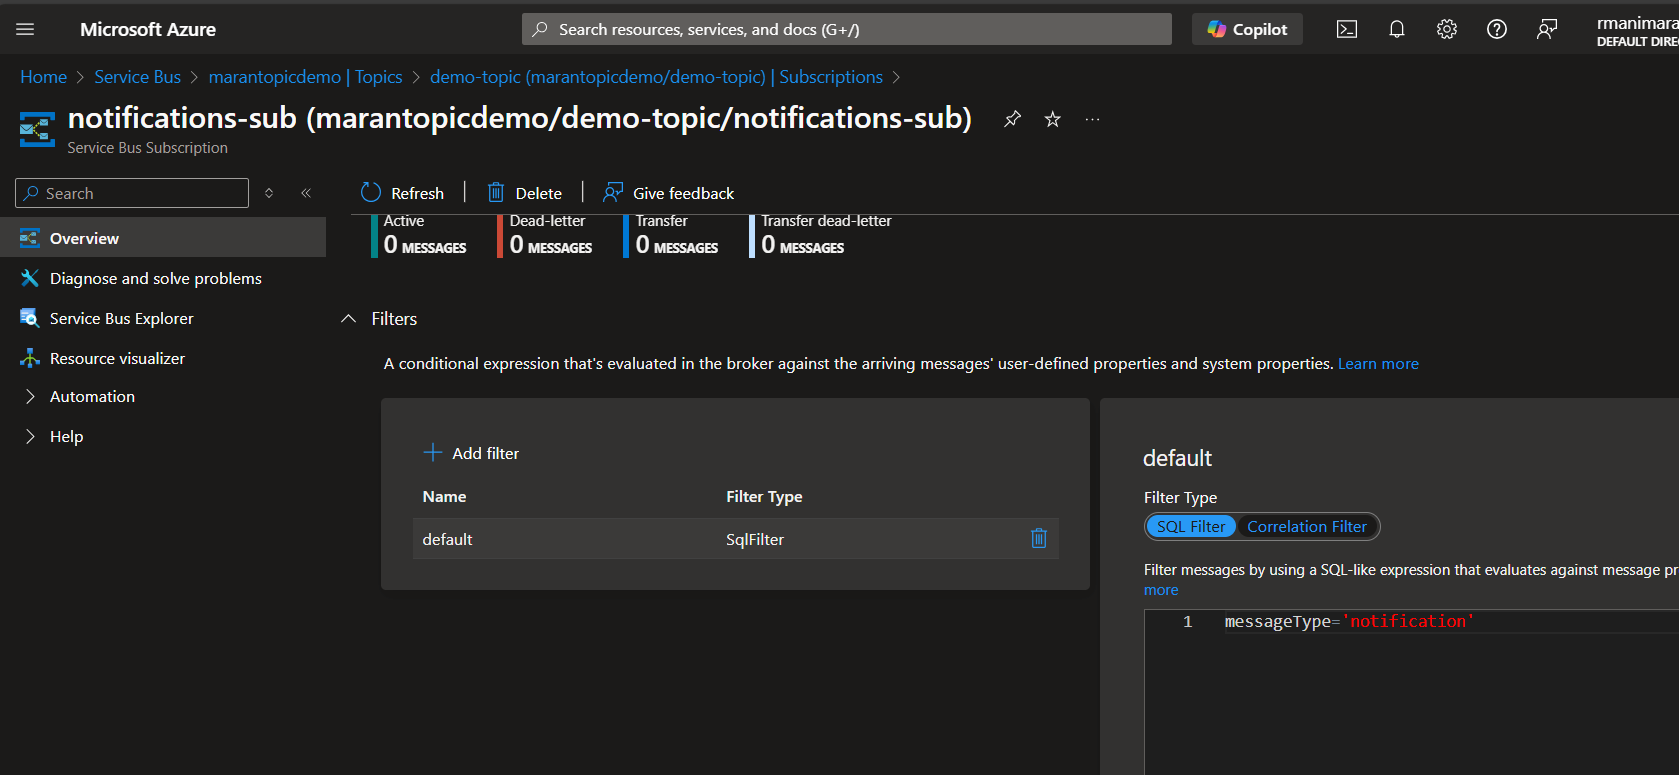 Microsoft Azure
Search resources, services, and docs (G+/)
Copilot
rmanimara
DEFAULT DIRE
Home > Service Bus > marantopicdemo | Topics > demo-topic (marantopicdemo/demo-topic) | Subscriptions >
notifications-sub (marantopicdemo/demo-topic/notifications-sub)
Service Bus Subscription
Search
Overview
Diagnose and solve problems
Service Bus Explorer
Resource visualizer
Automation
Help
Refresh
Delete
Give feedback
Active
0 MESSAGES
Dead-letter
0 MESSAGES
Transfer
0 MESSAGES
Transfer dead-letter
0 MESSAGES
Filters
A conditional expression that's evaluated in the broker against the arriving messages' user-defined properties and system properties. Learn more
Add filter
Name Filter Type
default SqlFilter
default
Filter Type
SQL Filter Correlation Filter
Filter messages by using a SQL-like expression that evaluates against message pr
more
1 messageType='notification'